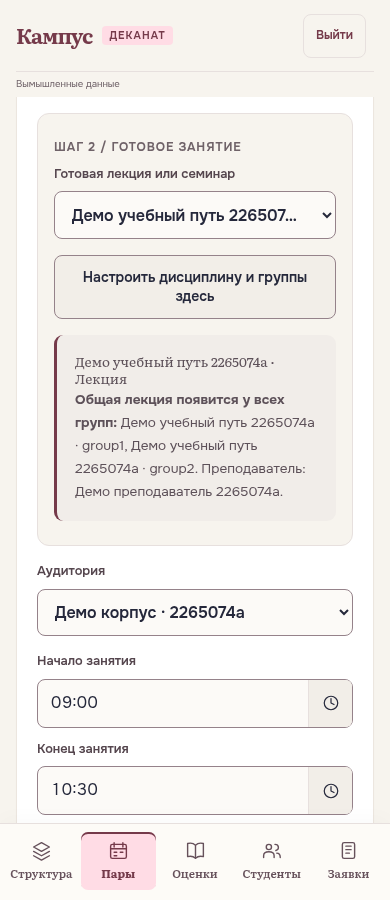 Кампус ДЕКАНАТ Выйти
Вымышленные данные
ШАГ 2 / ГОТОВОЕ ЗАНЯТИЕ
Готовая лекция или семинар
Демо учебный путь 226507...
Настроить дисциплину и группы
здесь
Демо учебный путь 2265074a ·
Лекция
Общая лекция появится у всех
групп: Демо учебный путь 2265074a
· group1, Демо учебный путь
2265074a · group2. Преподаватель:
Демо преподаватель 2265074a.
Аудитория
Демо корпус · 2265074a
Начало занятия
09:00
Конец занятия
10:30
Структура Пары Оценки Студенты Заявки